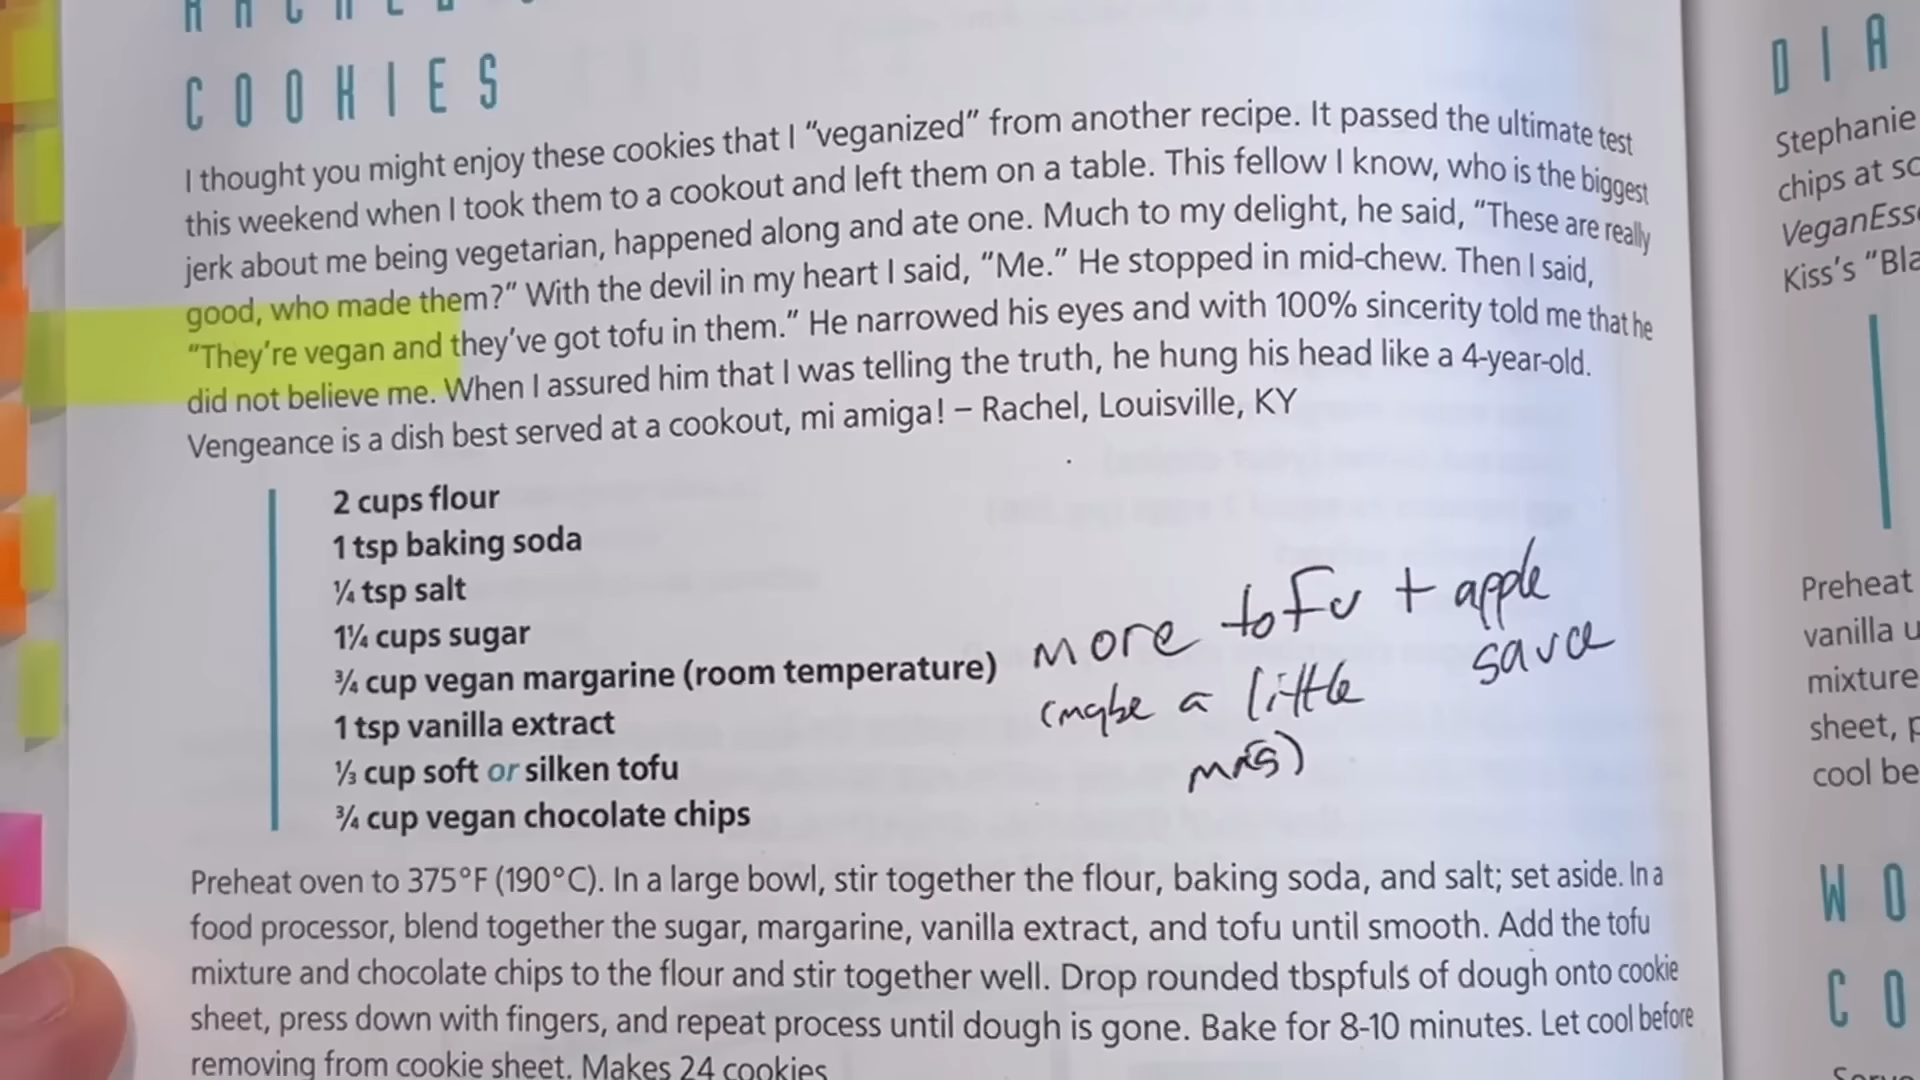 COOKIES
I thought you might enjoy these cookies that I “veganized” from another recipe. It passed the ultimate test
this weekend when I took them to a cookout and left them on a table. This fellow I know, who is the biggest
jerk about me being vegetarian, happened along and ate one. Much to my delight, he said, “These are really
good, who made them?” With the devil in my heart I said, “Me.” He stopped in mid-chew. Then I said,
“They’re vegan and they’ve got tofu in them.” He narrowed his eyes and with 100% sincerity told me that he
did not believe me. When I assured him that I was telling the truth, he hung his head like a 4-year-old.
Vengeance is a dish best served at a cookout, mi amiga! – Rachel, Louisville, KY
2 cups flour
1 tsp baking soda
¼ tsp salt
1¼ cups sugar
¾ cup vegan margarine (room temperature)
1 tsp vanilla extract
⅓ cup soft or silken tofu
¾ cup vegan chocolate chips
more tofu + apple
sauce
(maybe a little
Preheat oven to 375°F (190°C). In a large bowl, stir together the flour, baking soda, and salt; set aside. In a
food processor, blend together the sugar, margarine, vanilla extract, and tofu until smooth. Add the tofu
mixture and chocolate chips to the flour and stir together well. Drop rounded tbspfuls of dough onto cookie
sheet, press down with fingers, and repeat process until dough is gone. Bake for 8-10 minutes. Let cool before
removing from cookie sheet. Makes 24 cookies
DIA
Stephanie
chips at
VeganEss
Kiss’s “Bla
Preheat
vanilla
mixture
sheet,
cool be
WO
CO